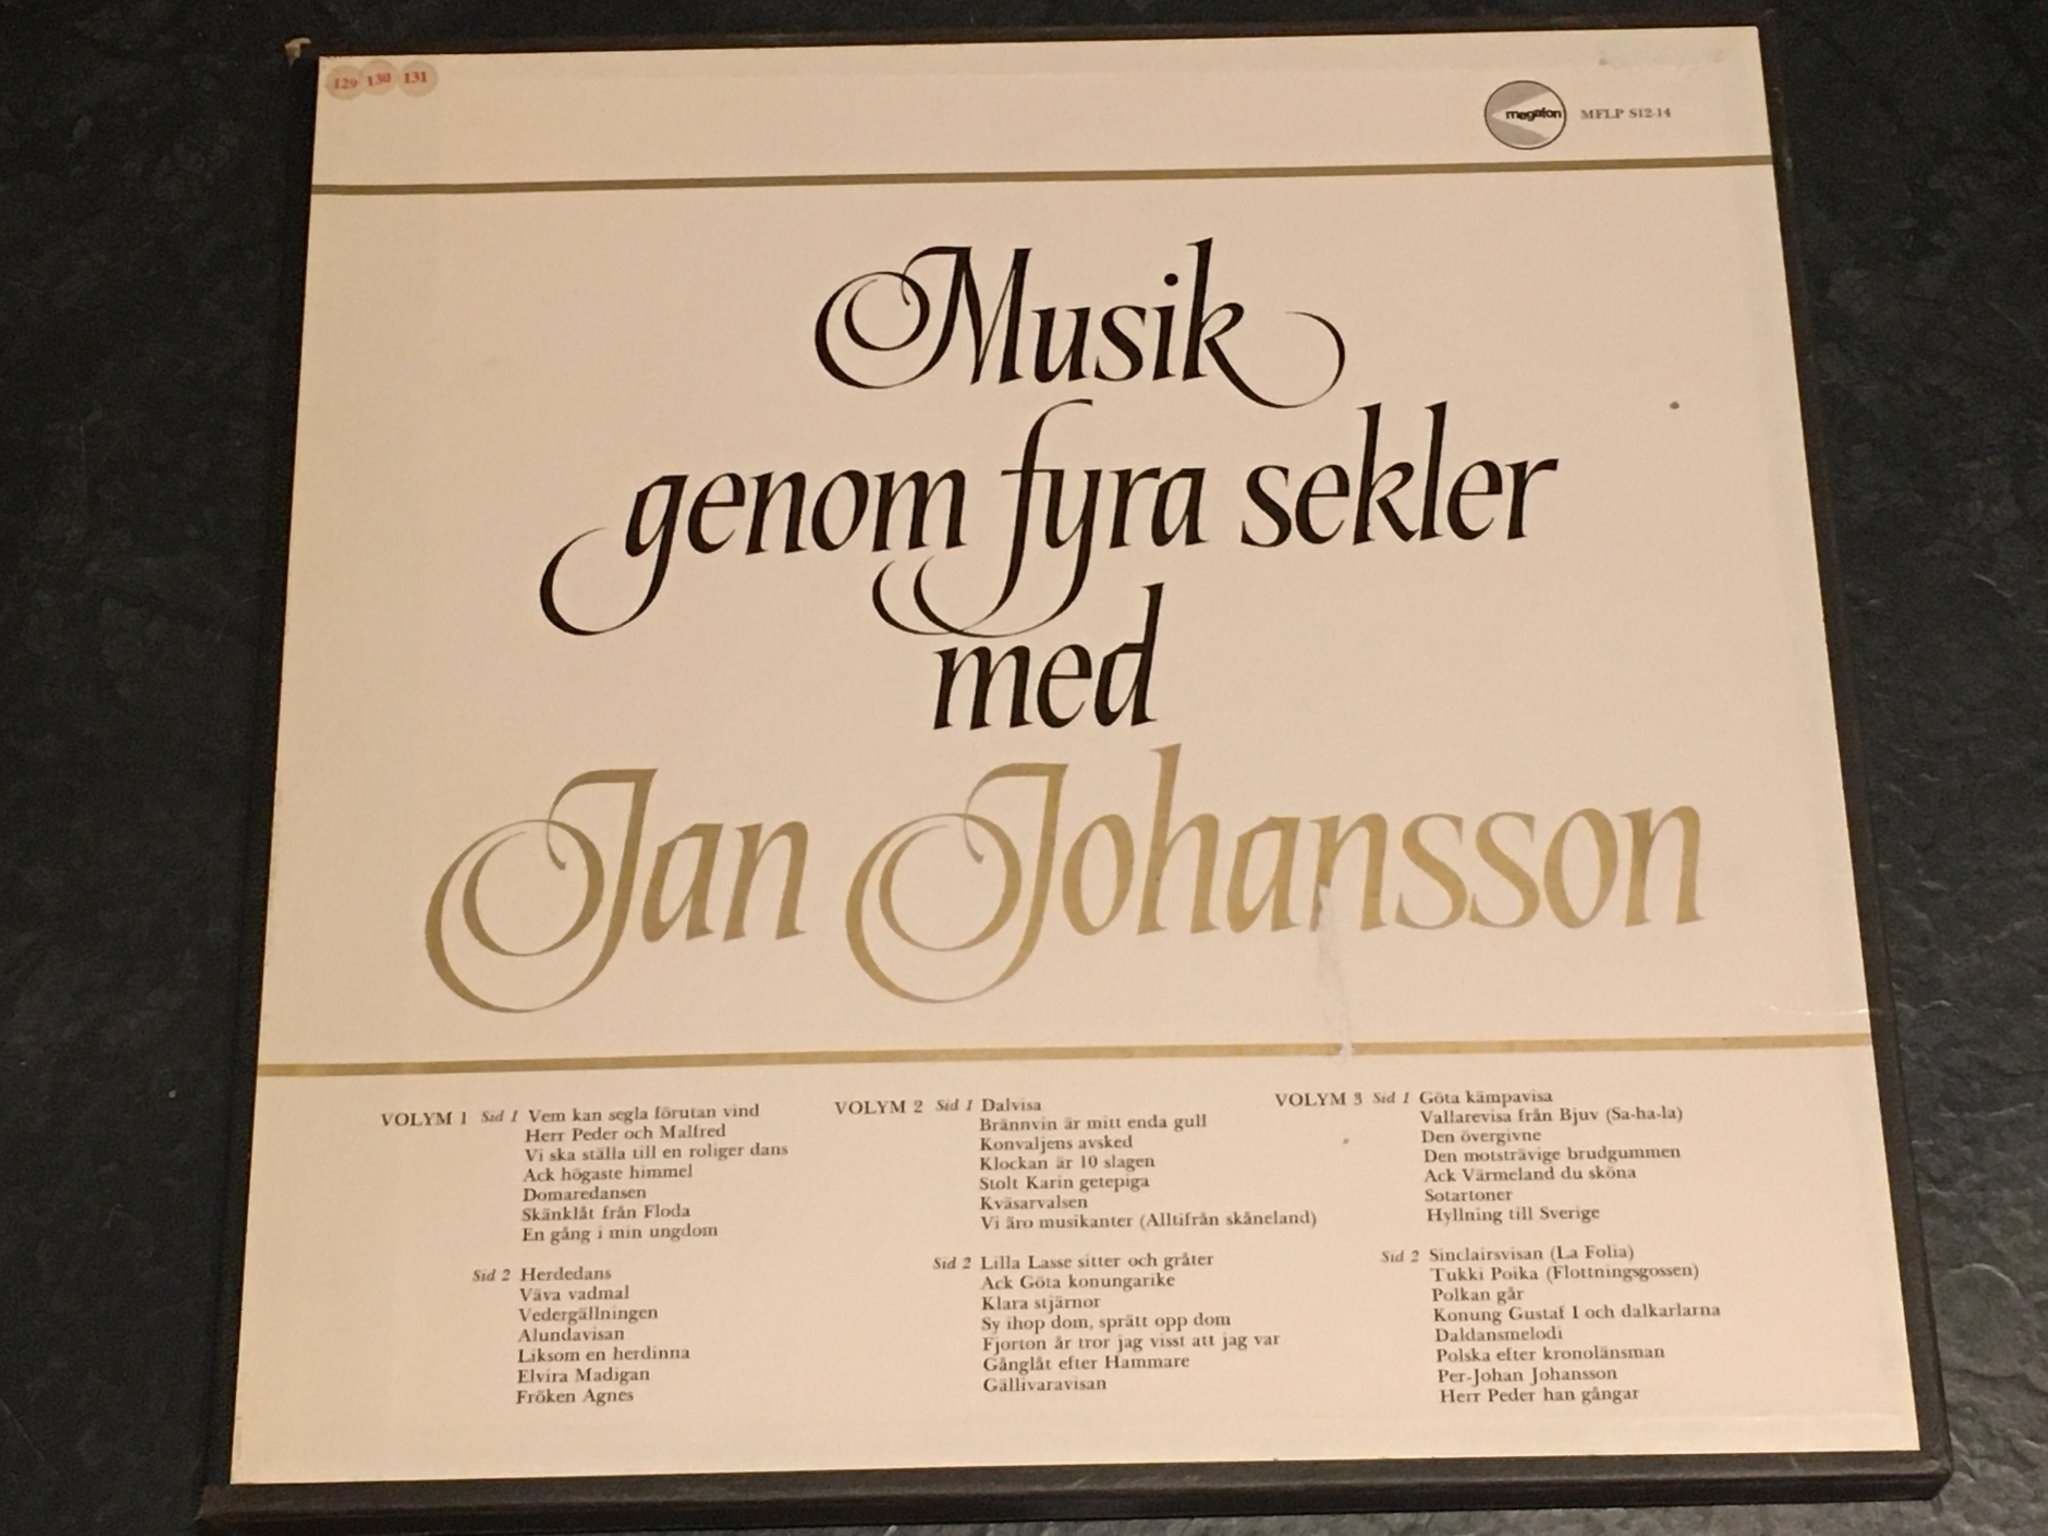 129 130 131
megafon MFLP S12-14
Musik
genom fyra sekler
med
Jan Johansson
VOLYM 1 Sid 1 Vem kan segla förutan vind
Herr Peder och Malfred
Vi ska ställa till en roliger dans
Ack högaste himmel
Domaredansen
Skänklåt från Floda
En gång i min ungdom
Sid 2 Herdedans
Väva vadmal
Vedergällningen
Alundavisan
Liksom en herdinna
Elvira Madigan
Fröken Agnes
VOLYM 2 Sid 1 Dalvisa
Brännvin är mitt enda gull
Konvaljens avsked
Klockan är 10 slagen
Stolt Karin getepiga
Kväsarvalsen
Vi äro musikanter (Alltifrån skåneland)
Sid 2 Lilla Lasse sitter och gråter
Ack Göta konungarike
Klara stjärnor
Sy ihop dom, sprätt opp dom
Fjorton år tror jag visst att jag var
Gånglåt efter Hammare
Gällivaravisan
VOLYM 3 Sid 1 Göta kämpavisa
Vallarevisa från Bjuv (Sa-ha-la)
Den övergivne
Den motsträvige brudgummen
Ack Värmeland du sköna
Sotartoner
Hyllning till Sverige
Sid 2 Sinclairsvisan (La Folia)
Tukki Poika (Flottningsgossen)
Polkan går
Konung Gustaf I och dalkarlarna
Daldansmelodi
Polska efter kronolänsman
Per-Johan Johansson
Herr Peder han gångar